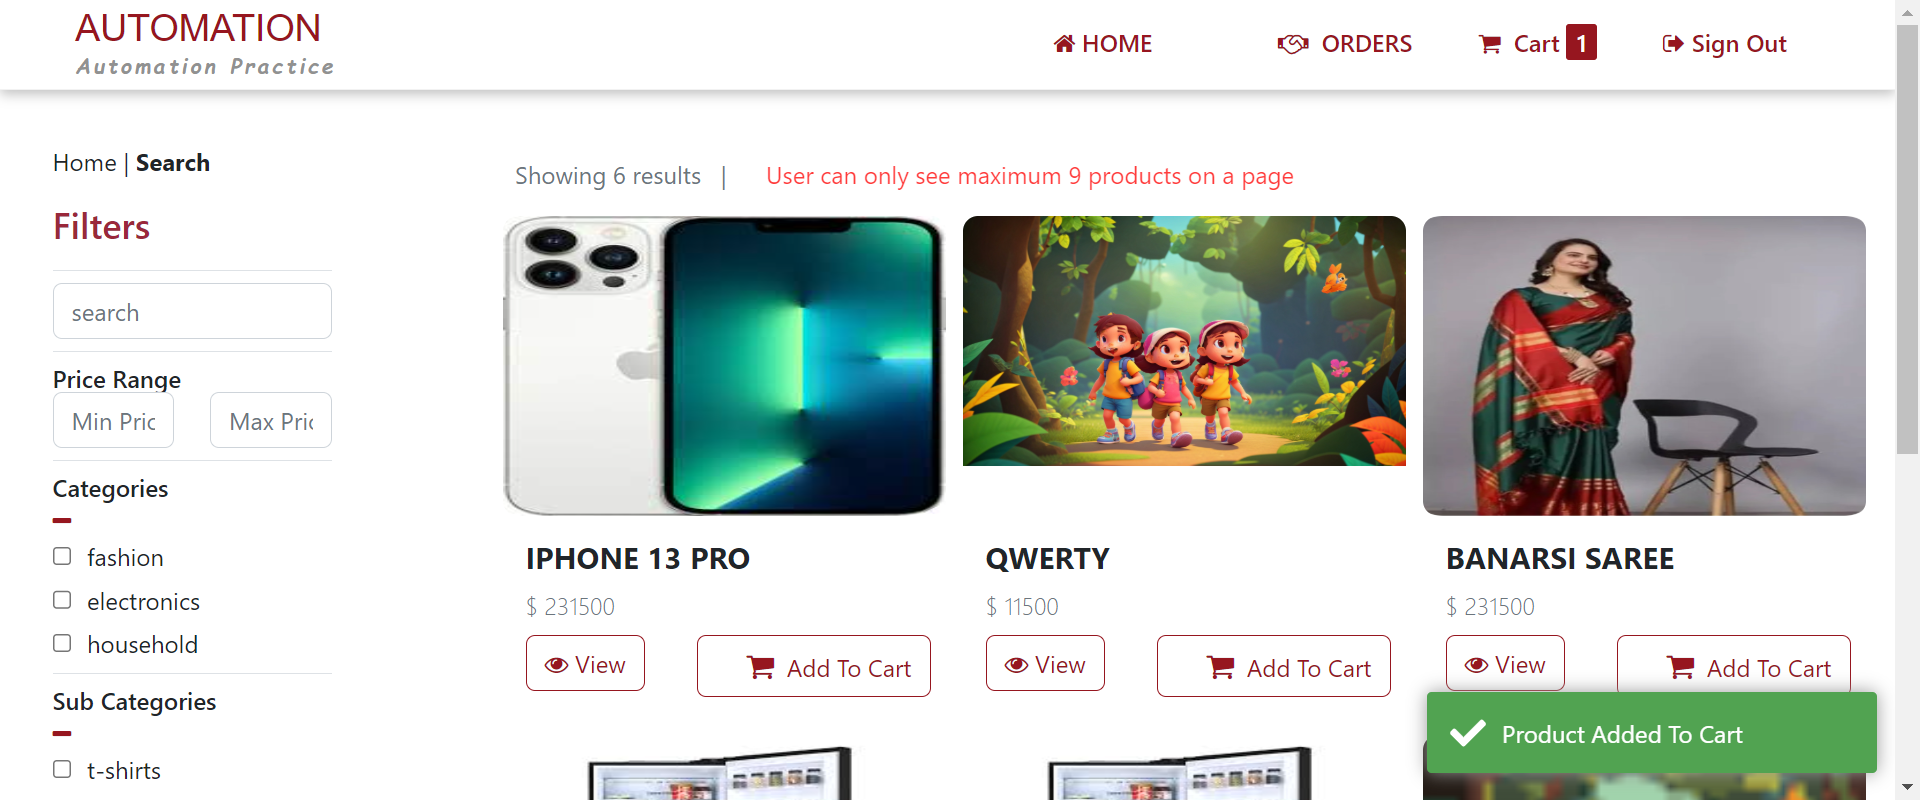 AUTOMATION
Automation Practice
HOME
ORDERS
Cart 1
Sign Out
Home | Search
Filters
search
Price Range
Min Pric
Max Pric
Categories
fashion
electronics
household
Sub Categories
t-shirts
Showing 6 results |
User can only see maximum 9 products on a page
IPHONE 13 PRO
$ 231500
View
Add To Cart
QWERTY
$ 11500
View
Add To Cart
BANARSI SAREE
$ 231500
View
Add To Cart
Product Added To Cart